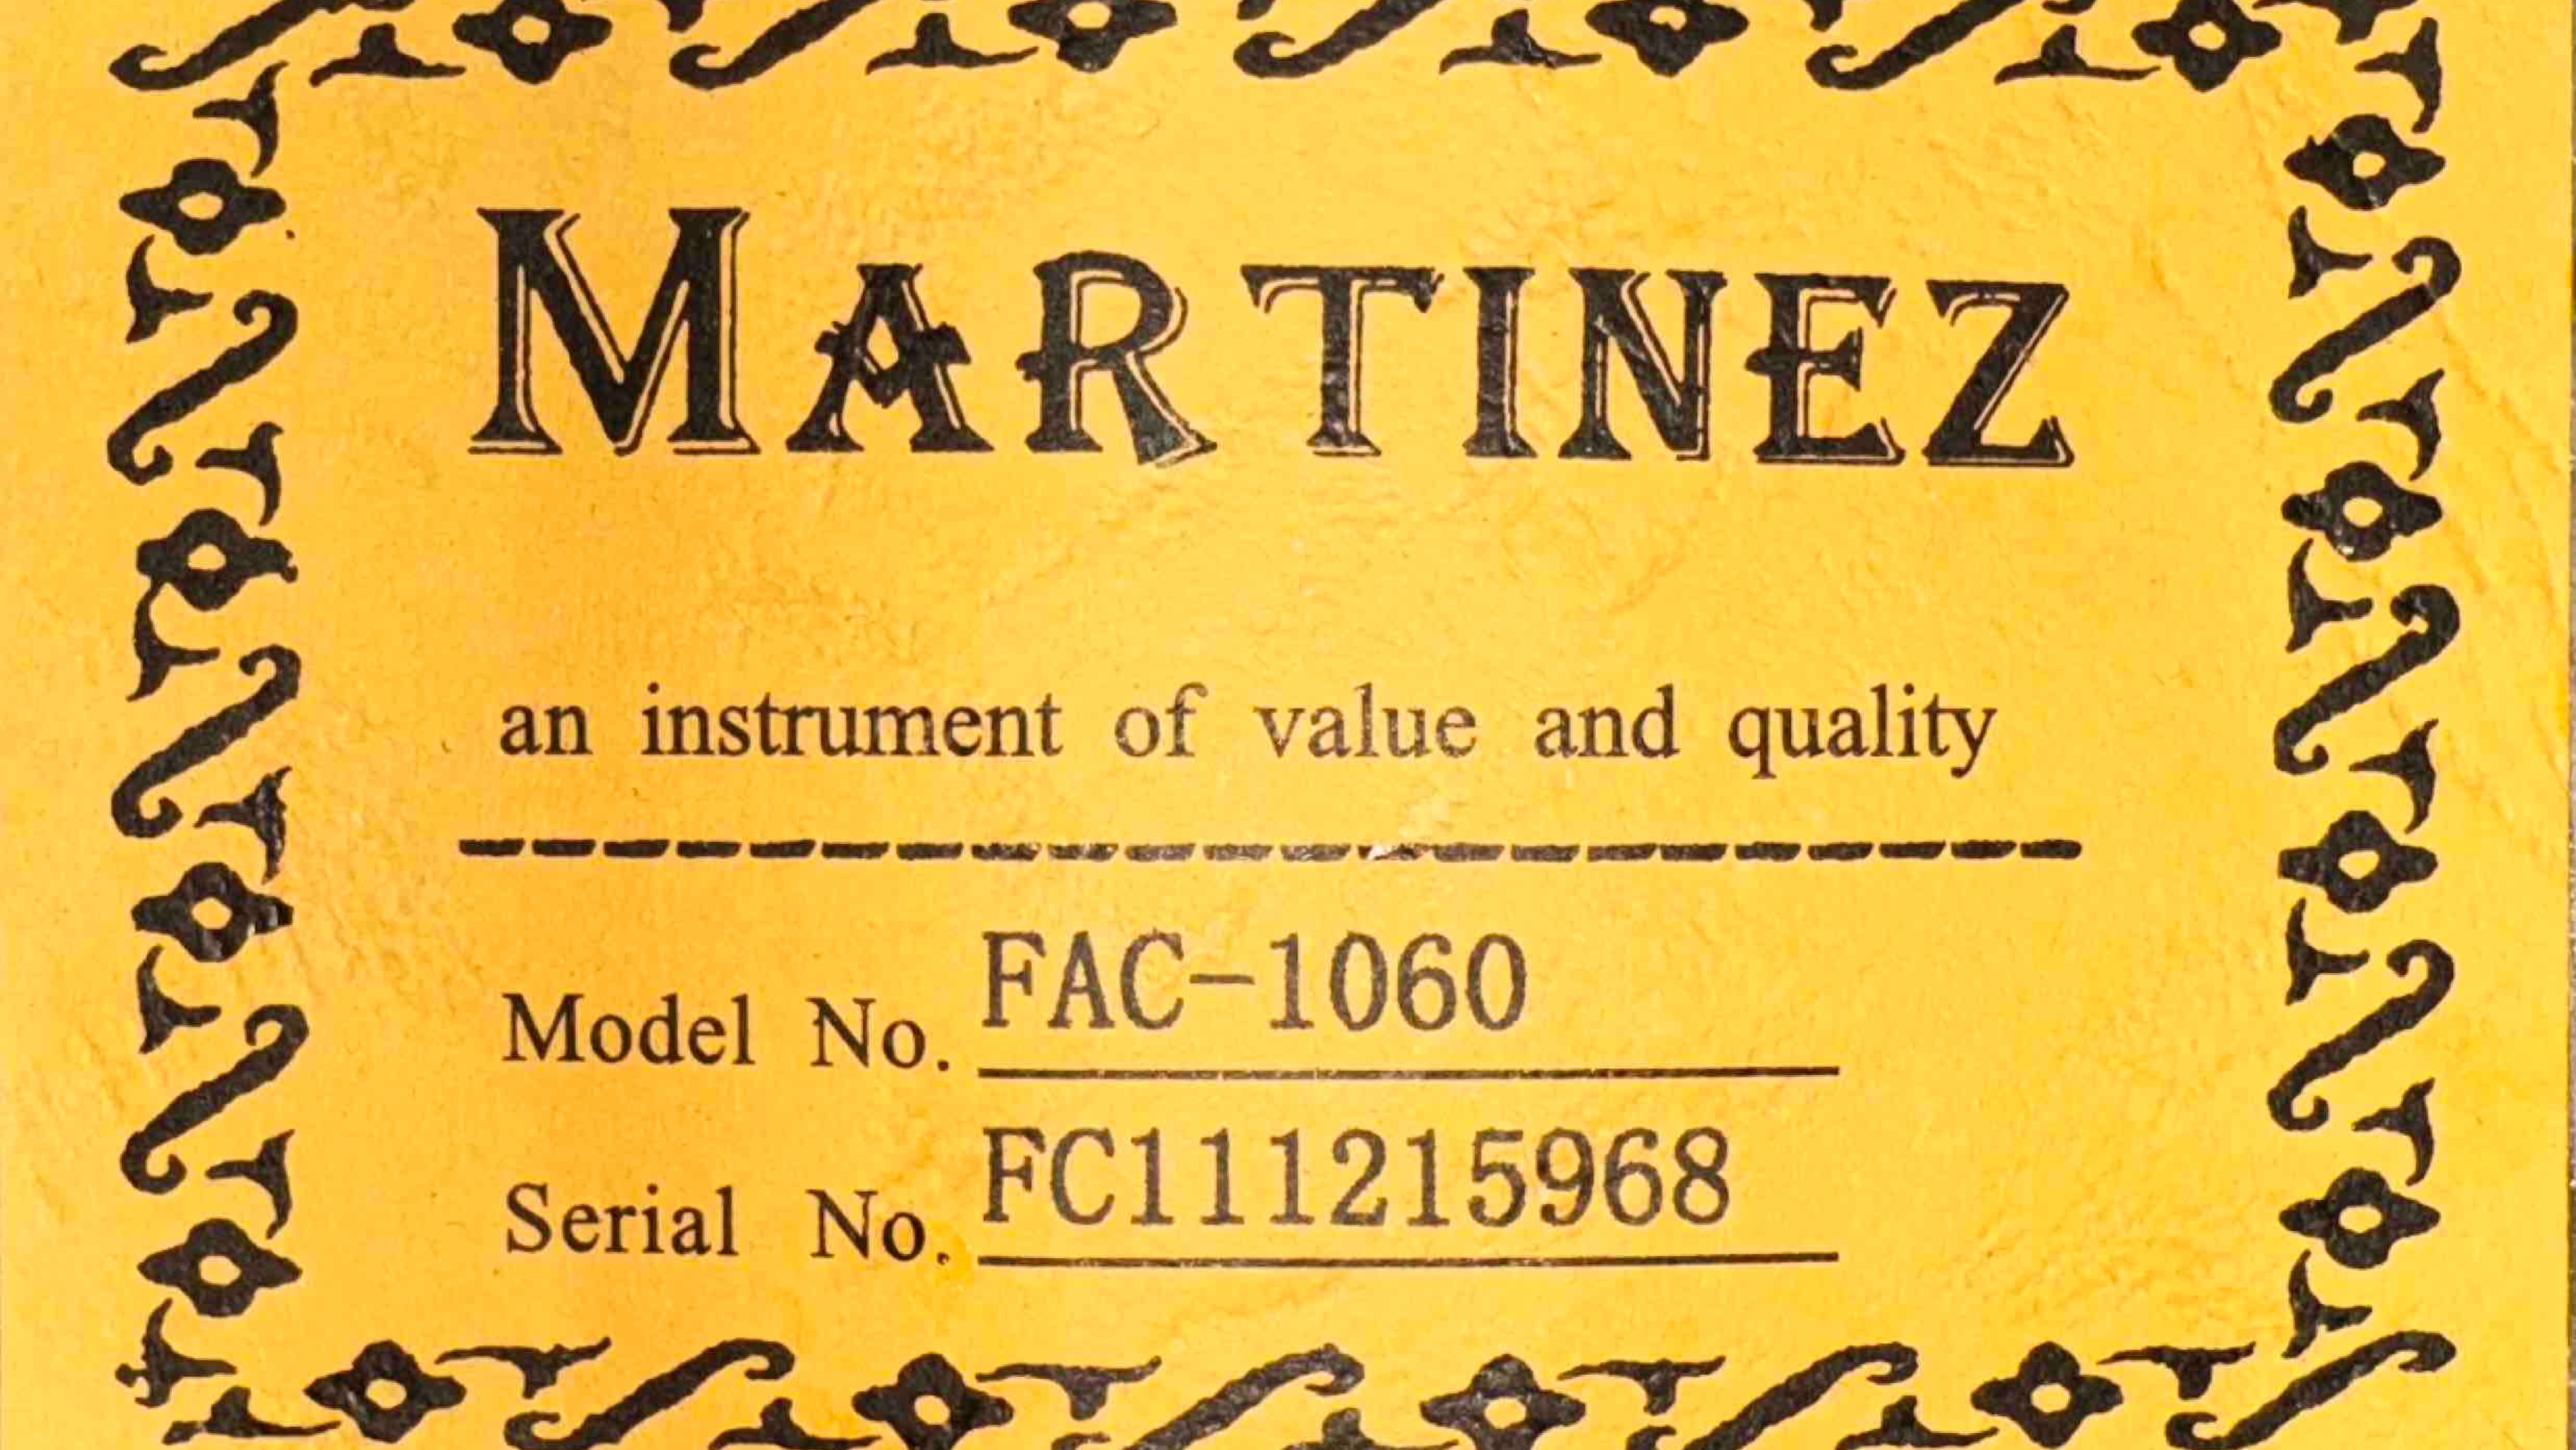 MARTINEZ
an instrument of value and quality
Model No. FAC-1060
Serial No. FC111215968